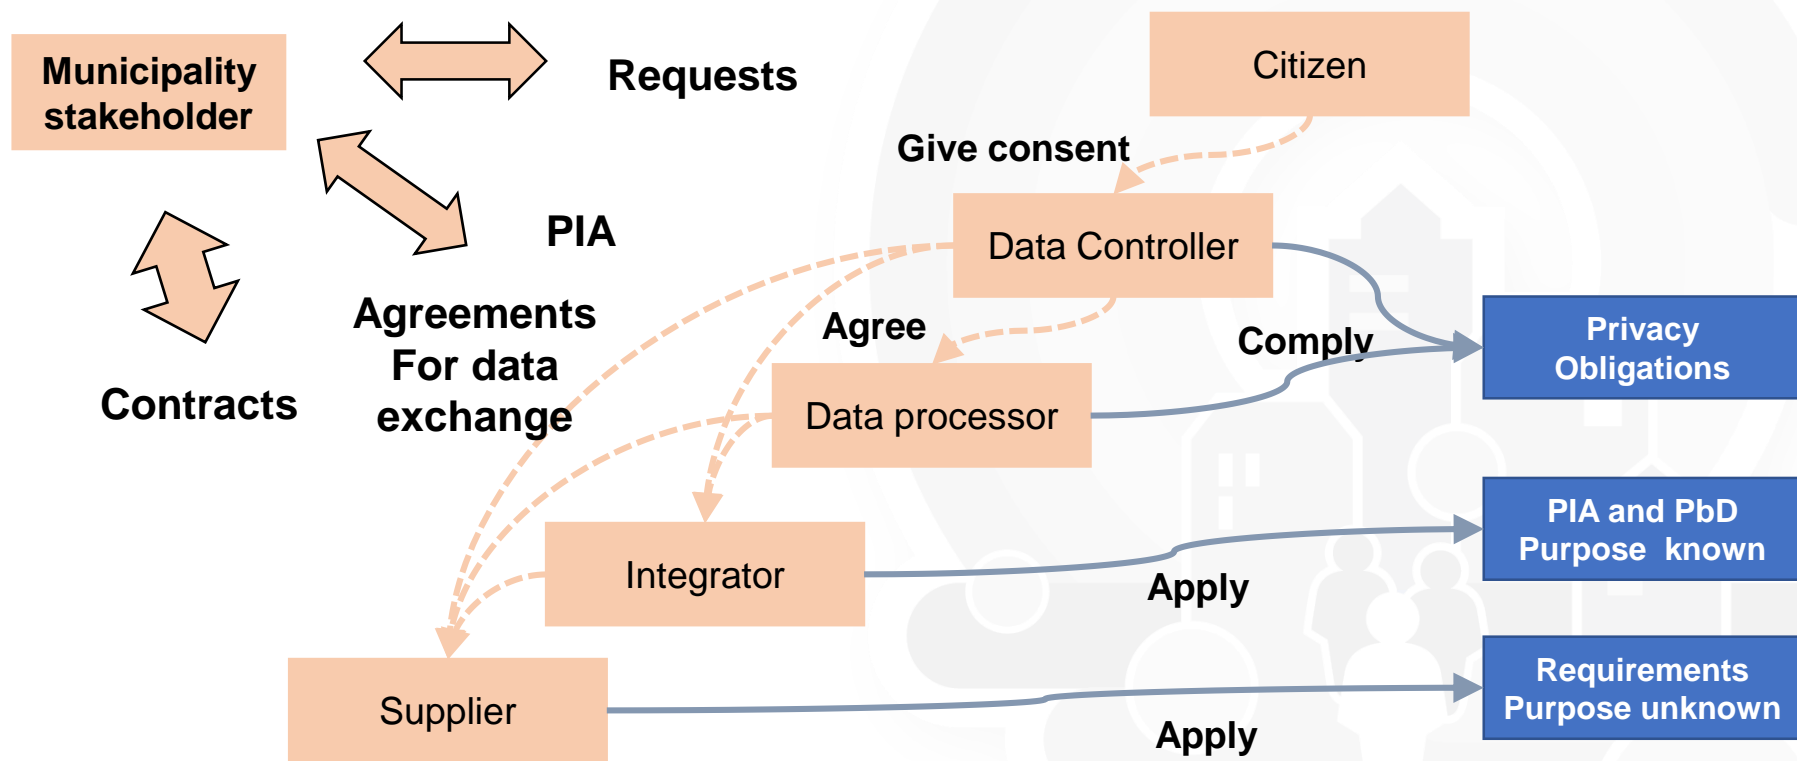 Municipality
stakeholder
Requests
Citizen
Give consent
PIA
Data Controller
Agreements
For data
exchange
Agree
Comply
Privacy
Obligations
Contracts
Data processor
PIA and PbD
Purpose known
Integrator
Apply
Requirements
Purpose unknown
Supplier
Apply